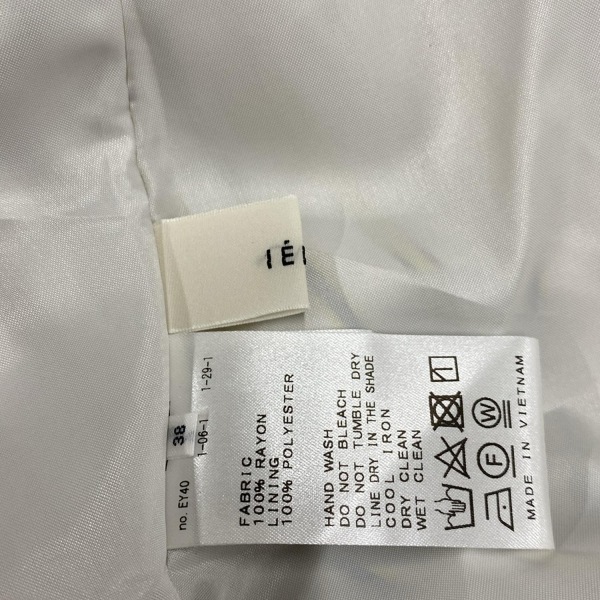 IÉ
38
no. EY40
1-06-1
1-29-1
FABRIC
100% RAYON
LINING
100% POLYESTER
HAND WASH
DO NOT BLEACH
DO NOT TUMBLE DRY
LINE DRY IN THE SHADE
COOL IRON
DRY CLEAN
WET CLEAN
F
W
MADE IN VIETNAM